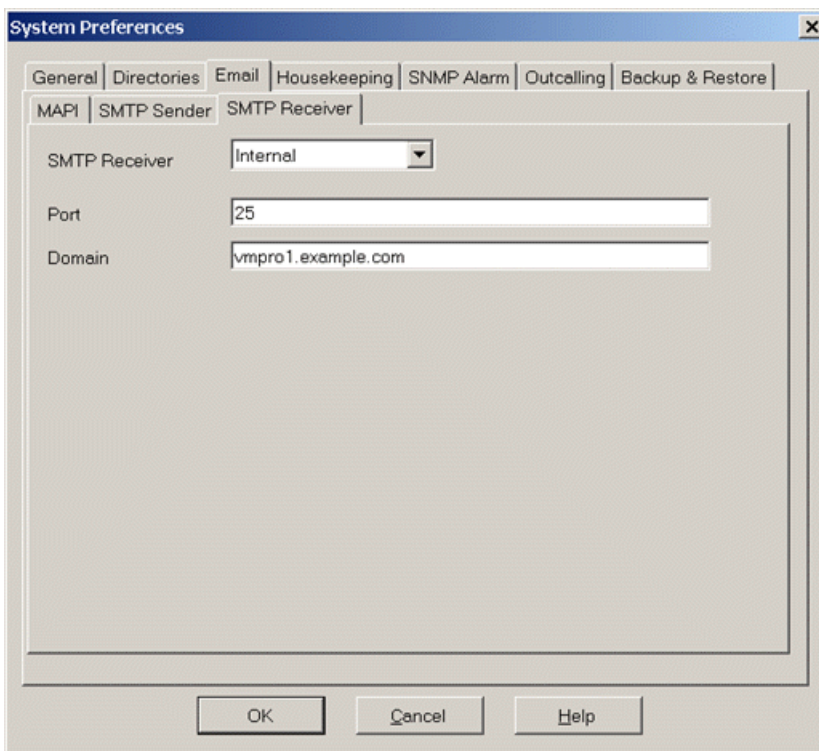 System Preferences
General Directories Email Housekeeping SNMP Alarm Outcalling Backup & Restore
MAPI SMTP Sender SMTP Receiver
SMTP Receiver Internal
Port 25
Domain vmpro1.example.com
OK Cancel Help